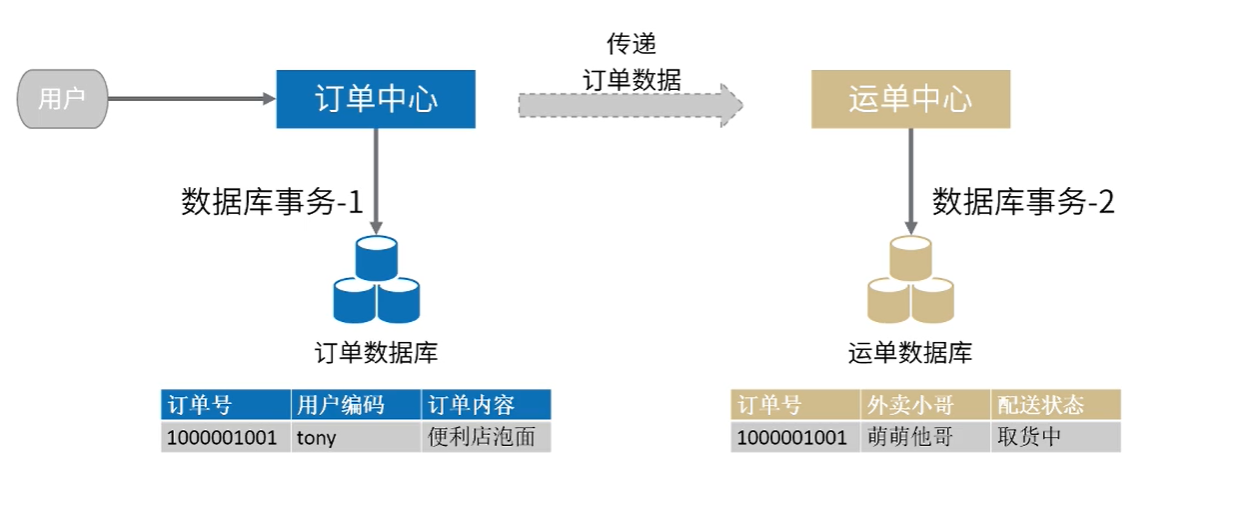 传递
订单数据
用户
订单中心
运单中心
数据库事务-1
数据库事务-2
订单数据库
运单数据库
订单号 用户编码 订单内容
1000001001 tony 便利店泡面
订单号 外卖小哥 配送状态
1000001001 萌萌他哥 取货中